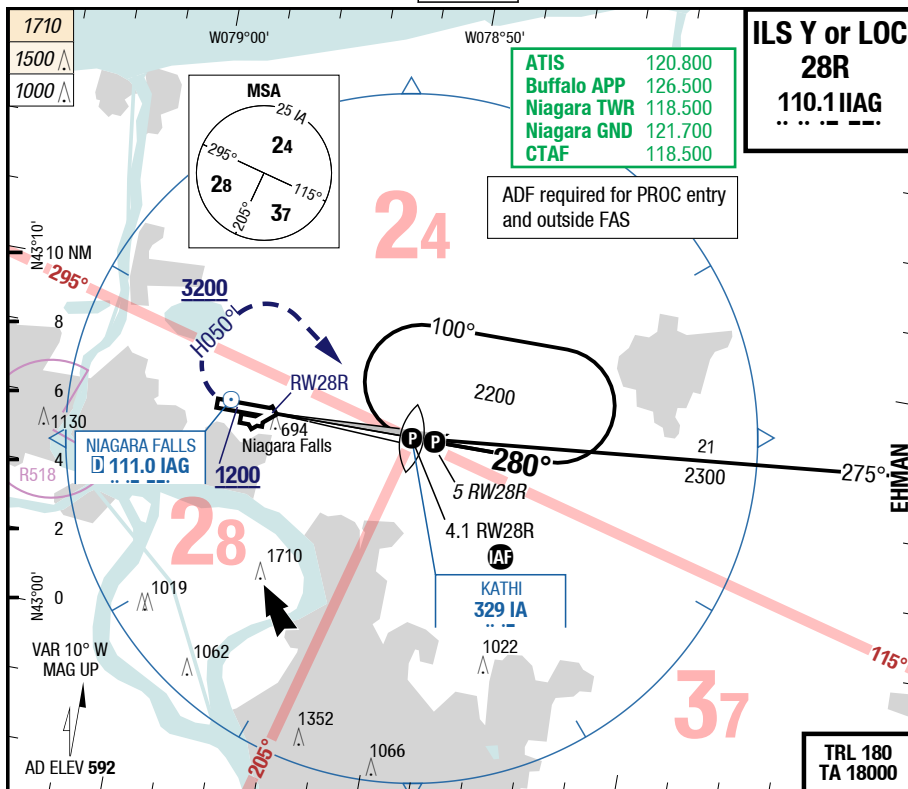 1710
1500
1000
W079°00'
W078°50'
ILS Y or LOC
28R
110.1 IIAG
ATIS 120.800
Buffalo APP 126.500
Niagara TWR 118.500
Niagara GND 121.700
CTAF 118.500
ADF required for PROC entry
and outside FAS
MSA
25 IA
24
295°
28
115°
205°
37
24
N43°10'
10 NM
295°
3200
H050°
8
100°
RW28R
2200
6
1130
694
Niagara Falls
NIAGARA FALLS
D 111.0 IAG
P
P
21
280°
2300
275°
EHMAN
4
R518
1200
5 RW28R
2
28
4.1 RW28R
IAF
1710
KATHI
329 IA
N43°00'
0
1019
1062
1022
VAR 10° W
MAG UP
115°
37
1352
1066
205°
AD ELEV 592
TRL 180
TA 18000